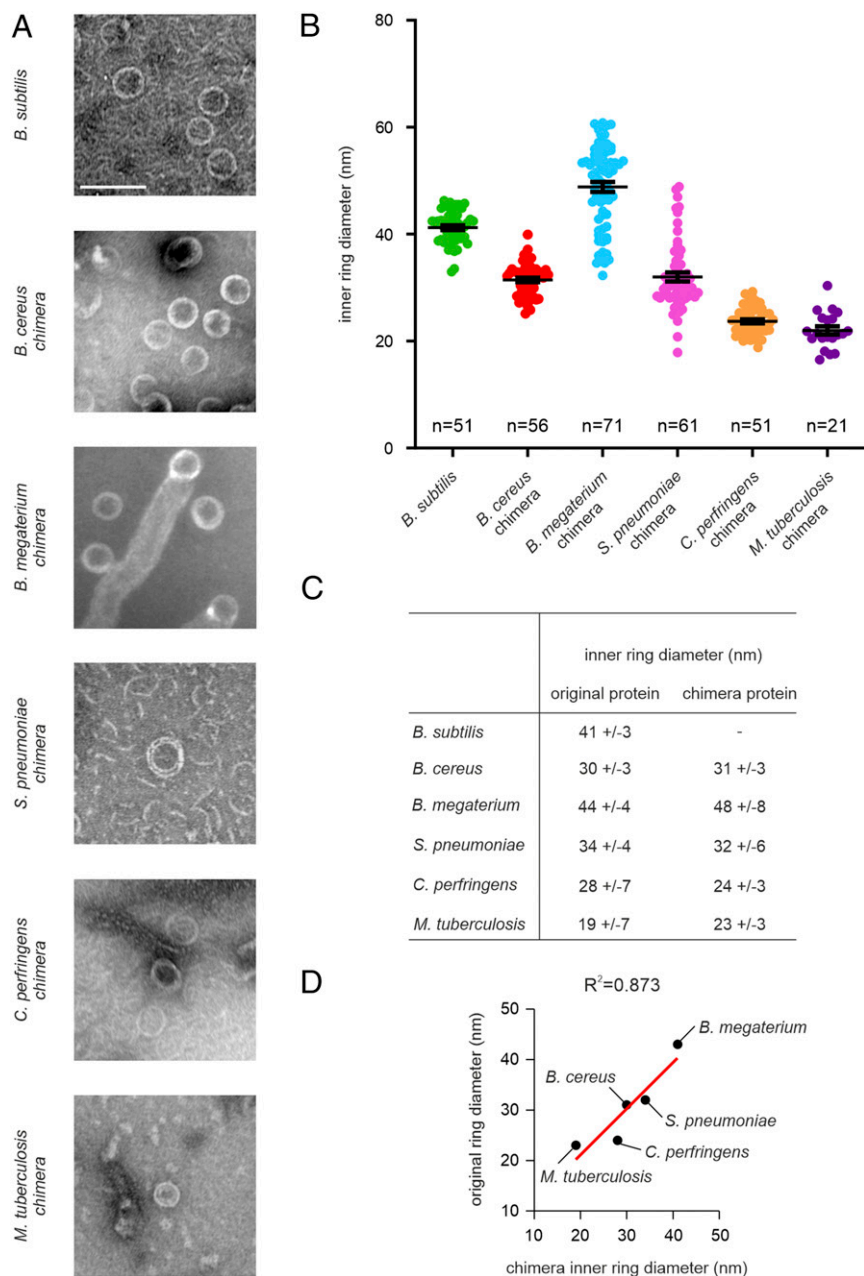 A
B. subtilis
B. cereus
chimera
B. megaterium
chimera
S. pneumoniae
chimera
C. perfringens
chimera
M. tuberculosis
chimera
B
inner ring diameter (nm)
80
60
40
20
0
n=51
n=56
n=71
n=61
n=51
n=21
B. subtilis
B. cereus
chimera
B. megaterium
chimera
S. pneumoniae
chimera
C. perfringens
chimera
M. tuberculosis
chimera
C
inner ring diameter (nm)
original protein chimera protein
B. subtilis 41 +/-3 -
B. cereus 30 +/-3 31 +/-3
B. megaterium 44 +/-4 48 +/-8
S. pneumoniae 34 +/-4 32 +/-6
C. perfringens 28 +/-7 24 +/-3
M. tuberculosis 19 +/-7 23 +/-3
D
R²=0.873
original ring diameter (nm)
50
40
30
20
10
B. megaterium
B. cereus
S. pneumoniae
C. perfringens
M. tuberculosis
10 20 30 40 50
chimera inner ring diameter (nm)